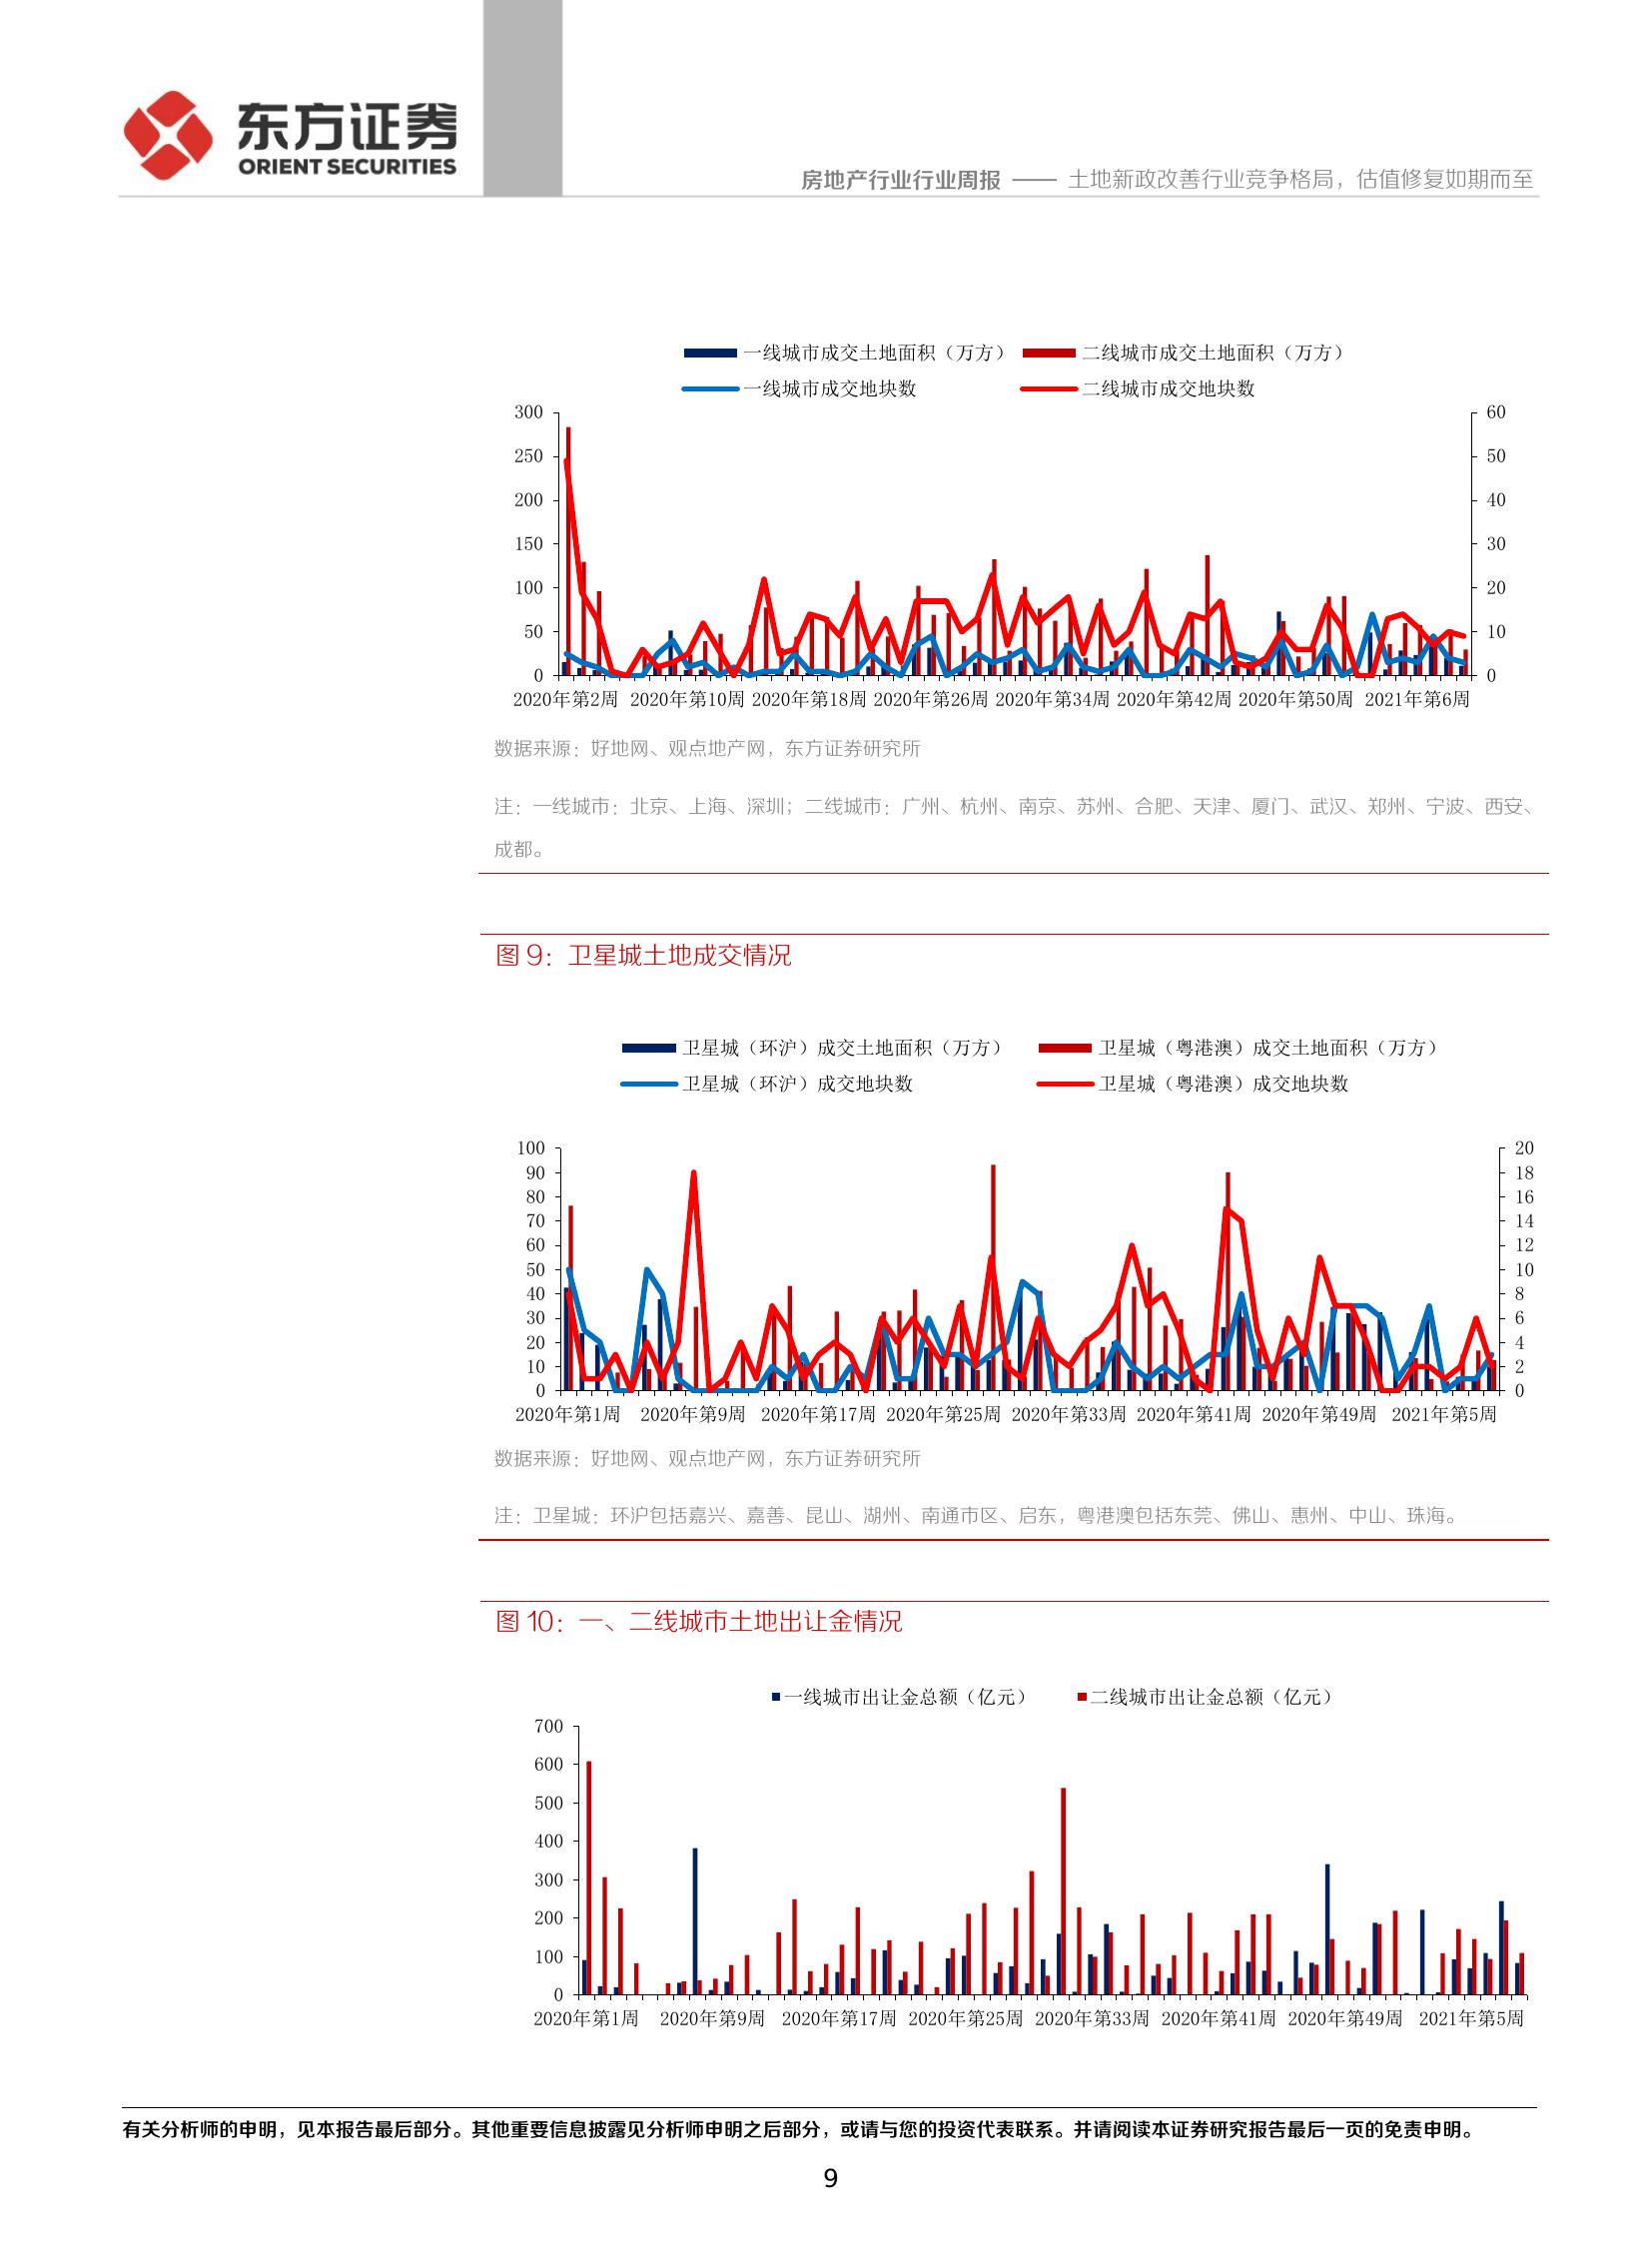 东方证券
ORIENT SECURITIES
房地产行业行业周报 —— 土地新政改善行业竞争格局，估值修复如期而至
一线城市成交土地面积（万方） 二线城市成交土地面积（万方）
一线城市成交地块数 二线城市成交地块数
300 60
250 50
200 40
150 30
100 20
50 10
0 0
2020年第2周 2020年第10周 2020年第18周 2020年第26周 2020年第34周 2020年第42周 2020年第50周 2021年第6周
数据来源：好地网、观点地产网，东方证券研究所
注：一线城市：北京、上海、深圳；二线城市：广州、杭州、南京、苏州、合肥、天津、厦门、武汉、郑州、宁波、西安、
成都。
图 9：卫星城土地成交情况
卫星城（环沪）成交土地面积（万方） 卫星城（粤港澳）成交土地面积（万方）
卫星城（环沪）成交地块数 卫星城（粤港澳）成交地块数
100 20
90 18
80 16
70 14
60 12
50 10
40 8
30 6
20 4
10 2
0 0
2020年第1周 2020年第9周 2020年第17周 2020年第25周 2020年第33周 2020年第41周 2020年第49周 2021年第5周
数据来源：好地网、观点地产网，东方证券研究所
注：卫星城：环沪包括嘉兴、嘉善、昆山、湖州、南通市区、启东，粤港澳包括东莞、佛山、惠州、中山、珠海。
图 10：一、二线城市土地出让金情况
一线城市出让金总额（亿元） 二线城市出让金总额（亿元）
700
600
500
400
300
200
100
0
2020年第1周 2020年第9周 2020年第17周 2020年第25周 2020年第33周 2020年第41周 2020年第49周 2021年第5周
有关分析师的申明，见本报告最后部分。其他重要信息披露见分析师申明之后部分，或请与您的投资代表联系。并请阅读本证券研究报告最后一页的免责申明。
9